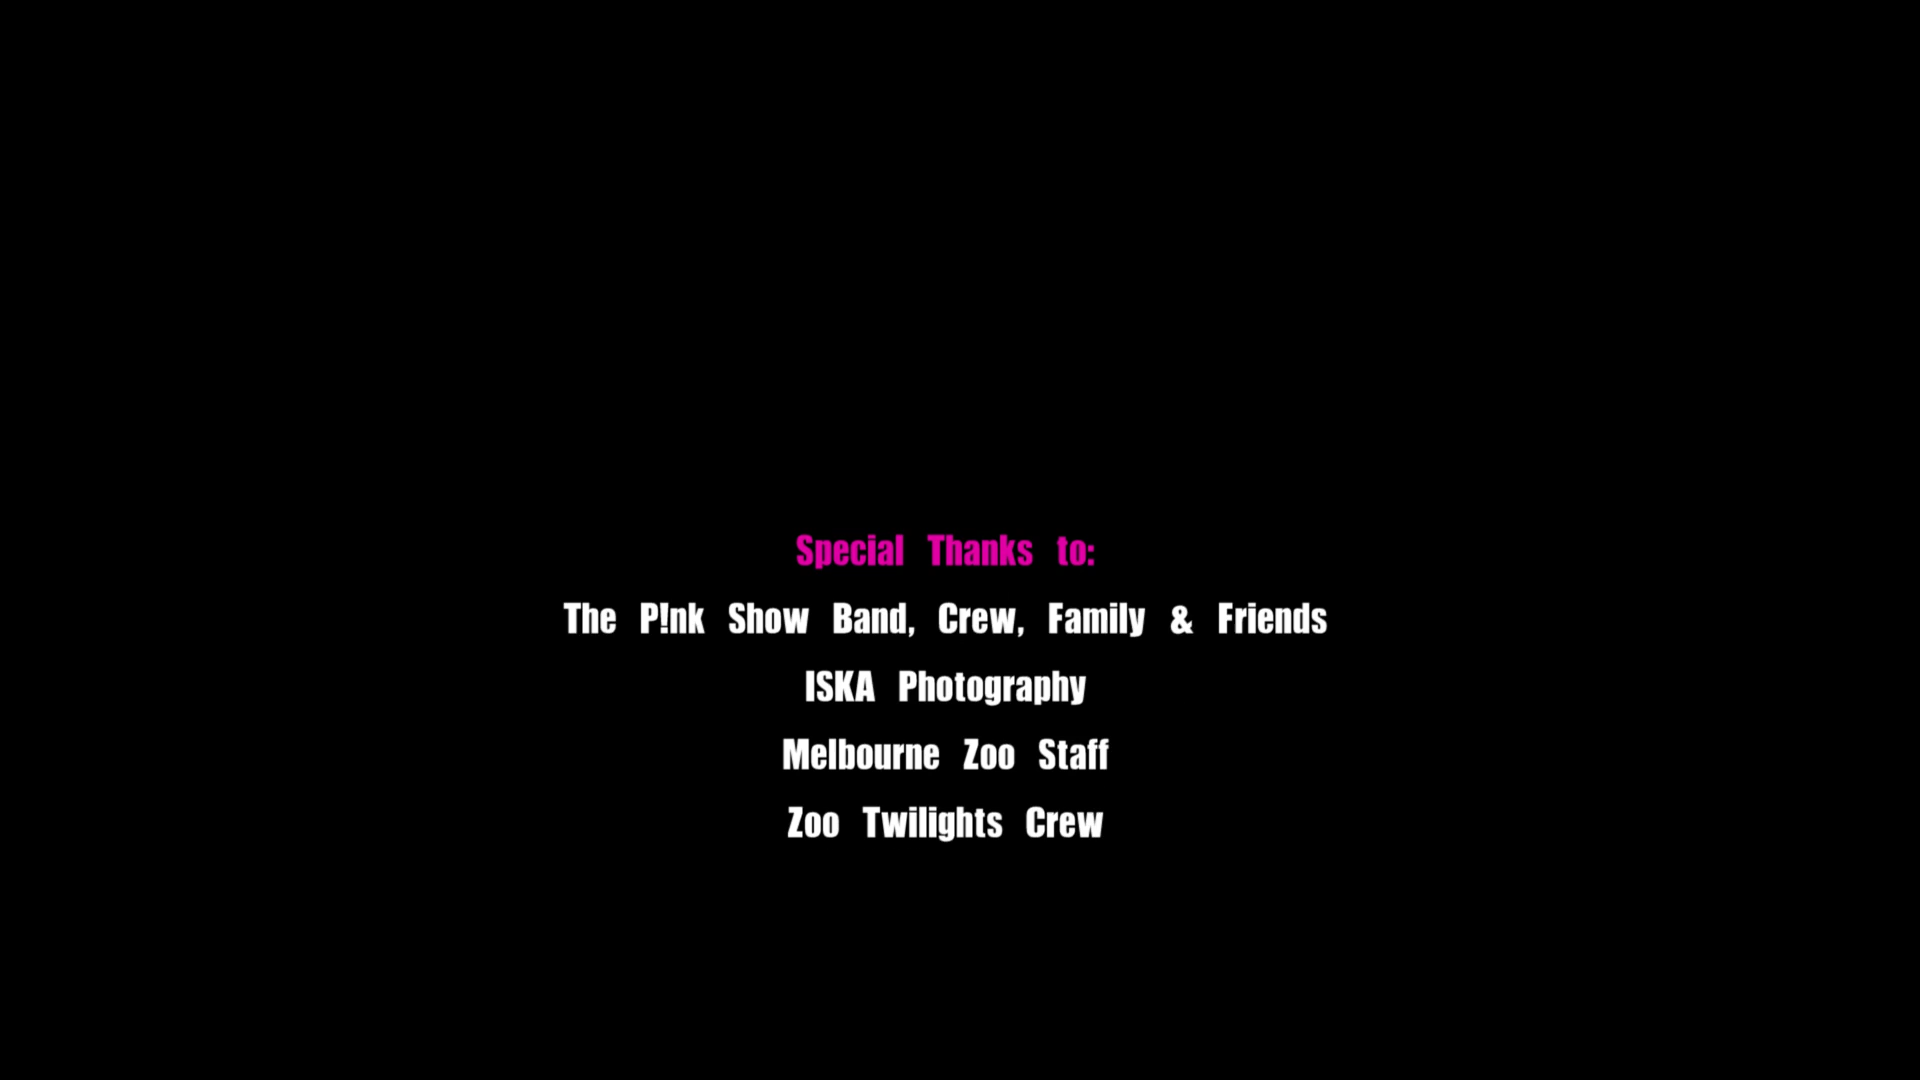 Special Thanks to:
The P!nk Show Band, Crew, Family & Friends
ISKA Photography
Melbourne Zoo Staff
Zoo Twilights Crew